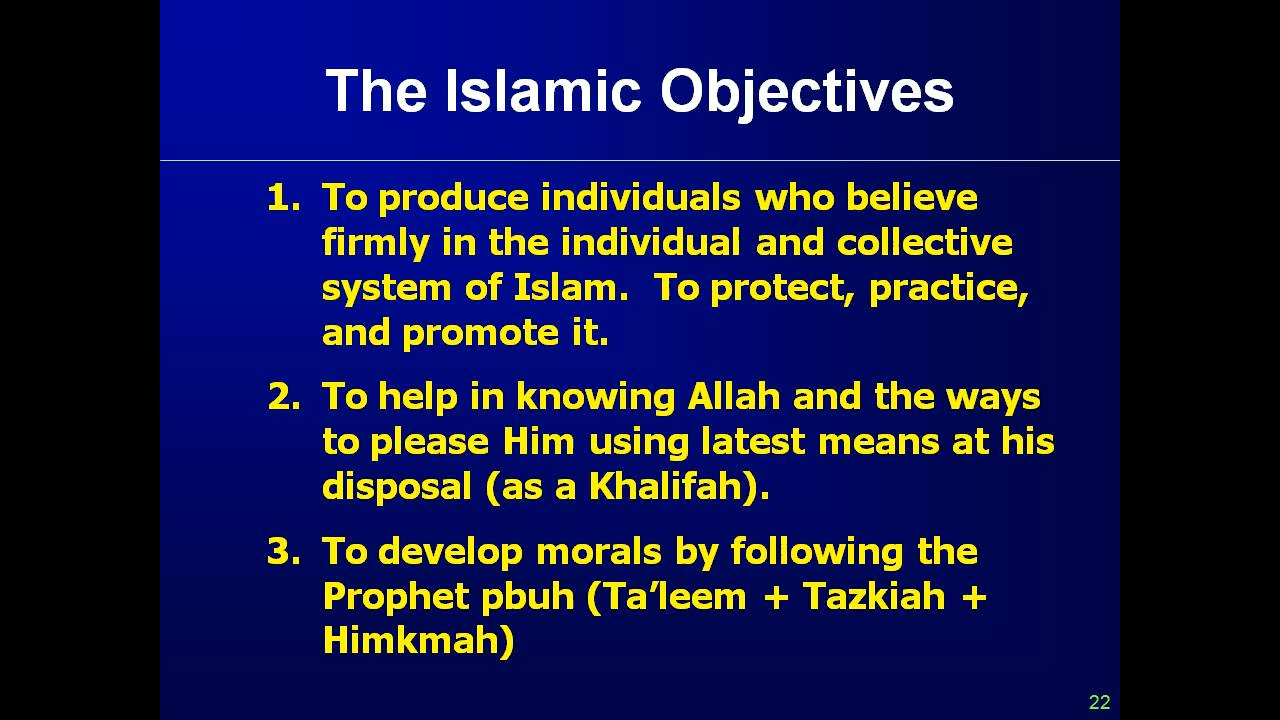 The Islamic Objectives
1. To produce individuals who believe
firmly in the individual and collective
system of Islam.  To protect, practice,
and promote it.
2. To help in knowing Allah and the ways
to please Him using latest means at his
disposal (as a Khalifah).
3. To develop morals by following the
Prophet pbuh (Ta’leem + Tazkiah +
Himkmah)
22